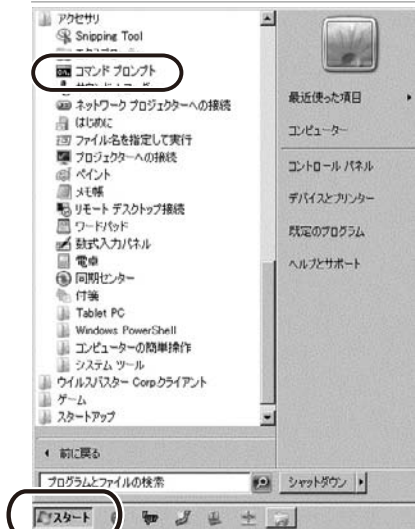 アクセサリ
Snipping Tool
コマンド プロンプト
ネットワーク プロジェクターへの接続
はじめに
ファイル名を指定して実行
プロジェクターへの接続
ペイント
メモ帳
リモート デスクトップ接続
ワードパッド
数式入力パネル
電卓
同期センター
付箋
Tablet PC
Windows PowerShell
コンピューターの簡単操作
システム ツール
ウイルスバスター Corp.クライアント
ゲーム
スタートアップ
前に戻る
プログラムとファイルの検索
最近使った項目
コンピューター
コントロール パネル
デバイスとプリンター
既定のプログラム
ヘルプとサポート
シャットダウン
スタート